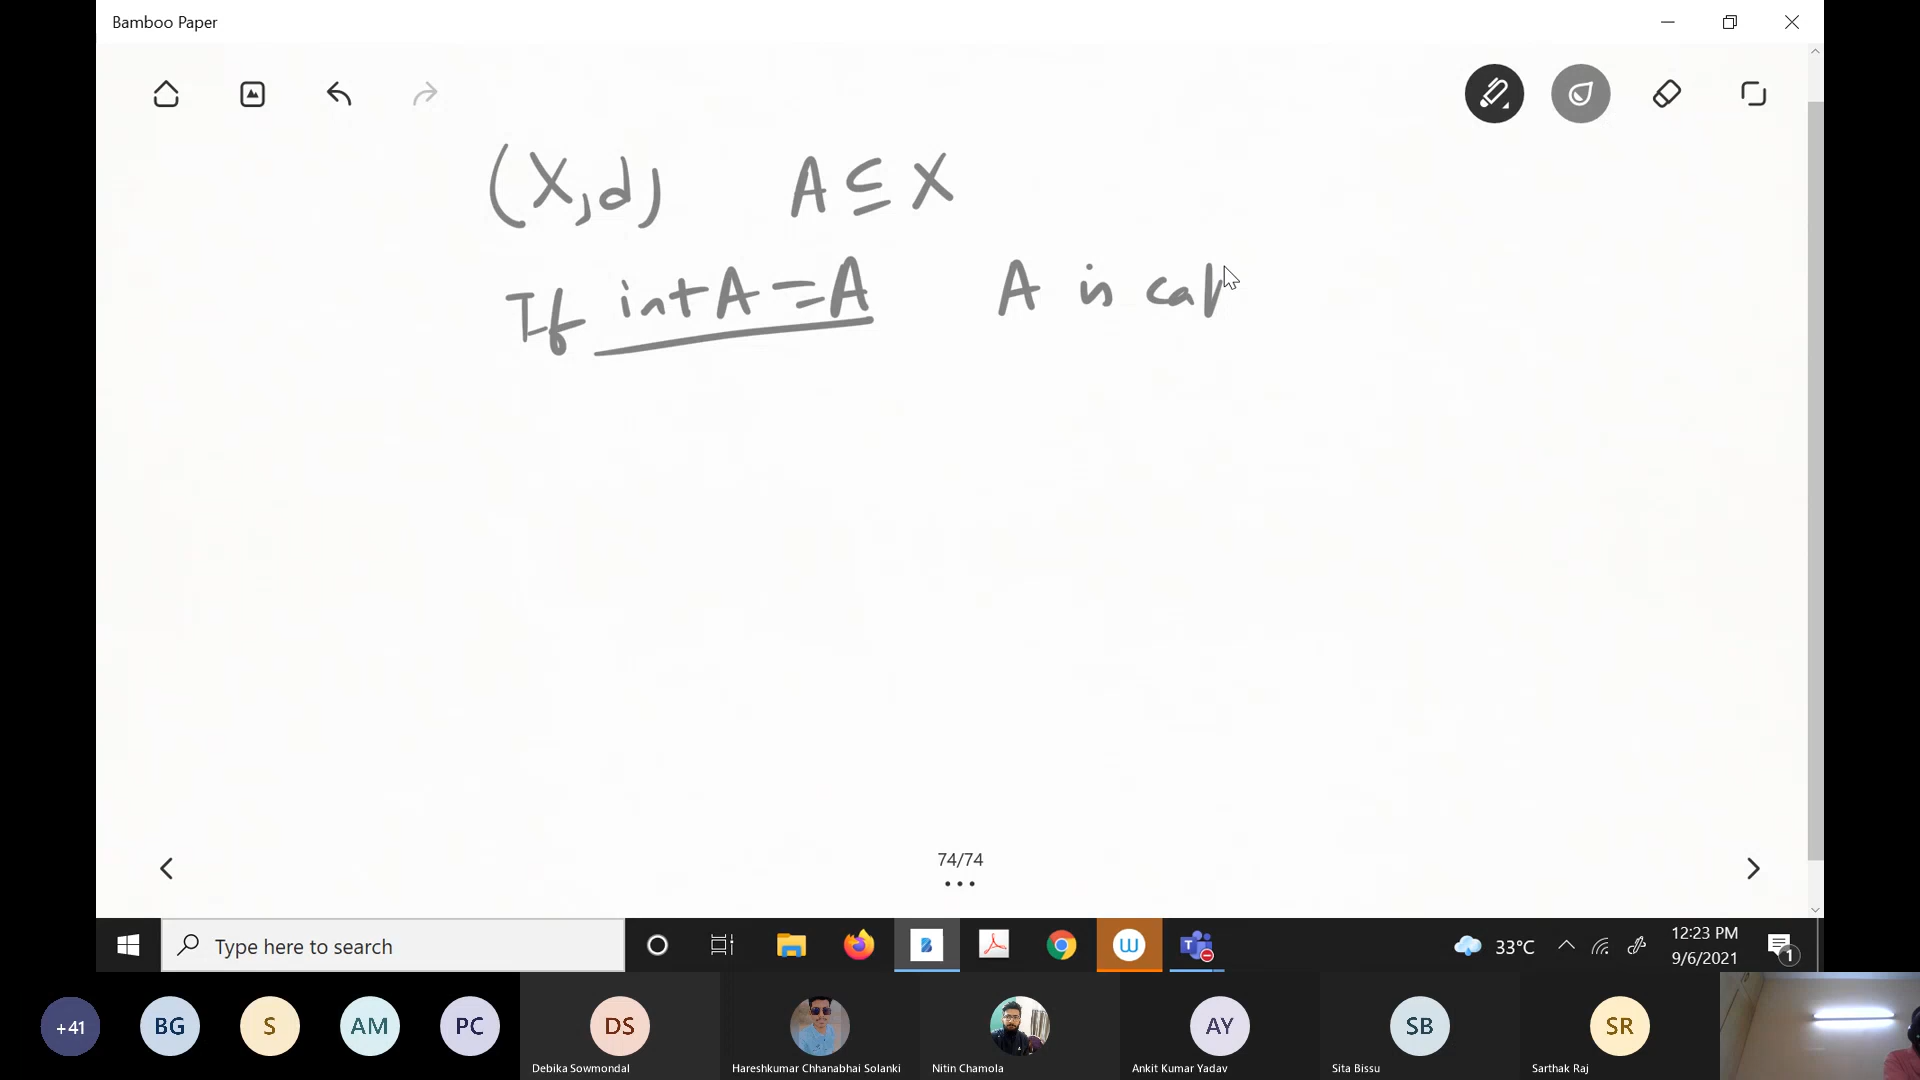 Bamboo Paper
(X,d) A ⊆ X
If int A = A A is cal
74/74
Type here to search
33°C
12:23 PM
9/6/2021
1
+41
BG
S
AM
PC
DS
AY
SB
SR
Debika Sowmondal
Hareshkumar Chhanabhai Solanki
Nitin Chamola
Ankit Kumar Yadav
Sita Bissu
Sarthak Raj